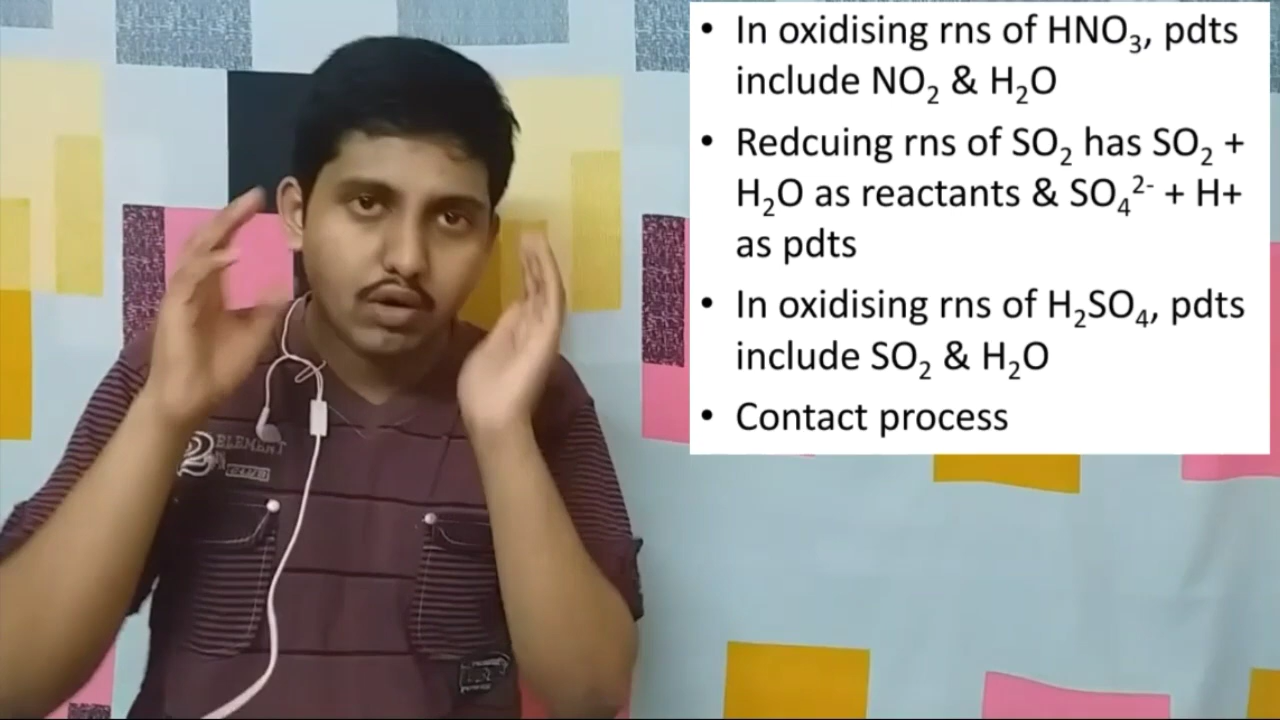 • In oxidising rns of HNO₃, pdts
include NO₂ & H₂O
• Redcuing rns of SO₂ has SO₂ +
H₂O as reactants & SO₄²⁻ + H+
as pdts
• In oxidising rns of H₂SO₄, pdts
include SO₂ & H₂O
• Contact process
ELEMENT